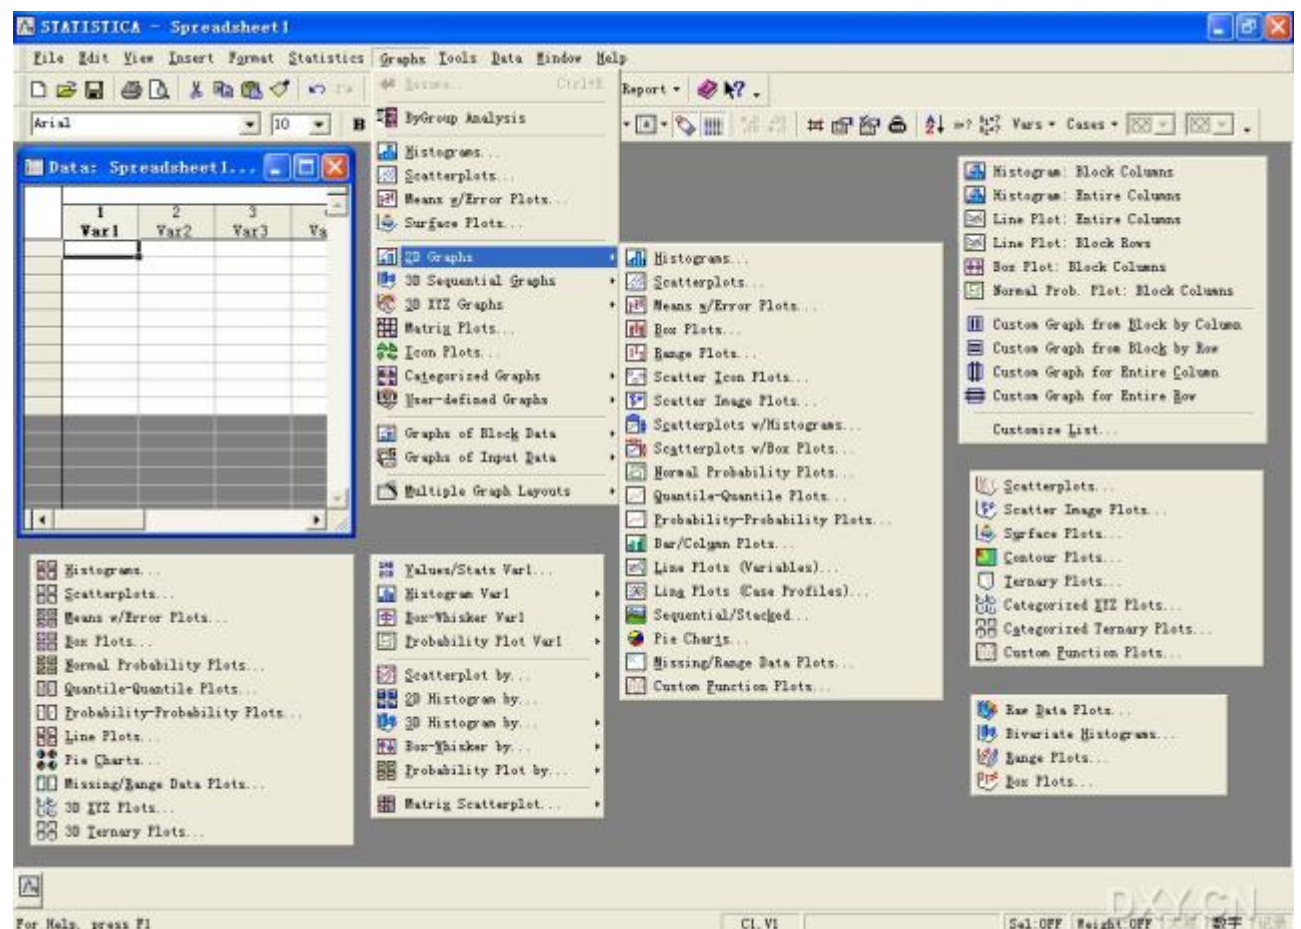 STATISTICA - Spreadsheet1
File Edit View Insert Format Statistics Graphs Tools Data Window Help
Resume... Ctrl+R
Report
Arial 10 B
Vars Cases
ByGroup Analysis
Histograms...
Scatterplots...
Means w/Error Plots...
Surface Plots...
2D Graphs
3D Sequential Graphs
3D XYZ Graphs
Matrix Plots...
Icon Plots...
Categorized Graphs
User-defined Graphs
Graphs of Block Data
Graphs of Input Data
Multiple Graph Layouts
Data: Spreadsheet1...
1 2 3
Var1 Var2 Var3 Va
Histograms...
Scatterplots...
Means w/Error Plots...
Box Plots...
Range Plots...
Scatter Icon Plots...
Scatter Image Plots...
Scatterplots w/Histograms...
Scatterplots w/Box Plots...
Normal Probability Plots...
Quantile-Quantile Plots...
Probability-Probability Plots...
Bar/Column Plots...
Line Plots (Variables)...
Line Plots (Case Profiles)...
Sequential/Stacked...
Pie Charts...
Missing/Range Data Plots...
Custom Function Plots...
Histogram: Block Columns
Histogram: Entire Columns
Line Plot: Entire Columns
Line Plot: Block Rows
Box Plot: Block Columns
Normal Prob. Plot: Block Columns
Custom Graph from Block by Column
Custom Graph from Block by Row
Custom Graph for Entire Column
Custom Graph for Entire Row
Customize List...
Scatterplots...
Scatter Image Plots...
Surface Plots...
Contour Plots...
Ternary Plots...
Categorized XYZ Plots...
Categorized Ternary Plots...
Custom Function Plots...
Raw Data Plots...
Bivariate Histograms...
Range Plots...
Box Plots...
Histograms...
Scatterplots...
Means w/Error Plots...
Box Plots...
Normal Probability Plots...
Quantile-Quantile Plots...
Probability-Probability Plots...
Line Plots...
Pie Charts...
Missing/Range Data Plots...
3D XYZ Plots...
3D Ternary Plots...
Values/Stats Var1...
Histogram Var1
Box-Whisker Var1
Probability Plot Var1
Scatterplot by...
2D Histogram by...
3D Histogram by...
Box-Whisker by...
Probability Plot by...
Matrix Scatterplot...
DXY.CN
For Help, press F1
C1,V1
Sel:OFF Weight:OFF 数字